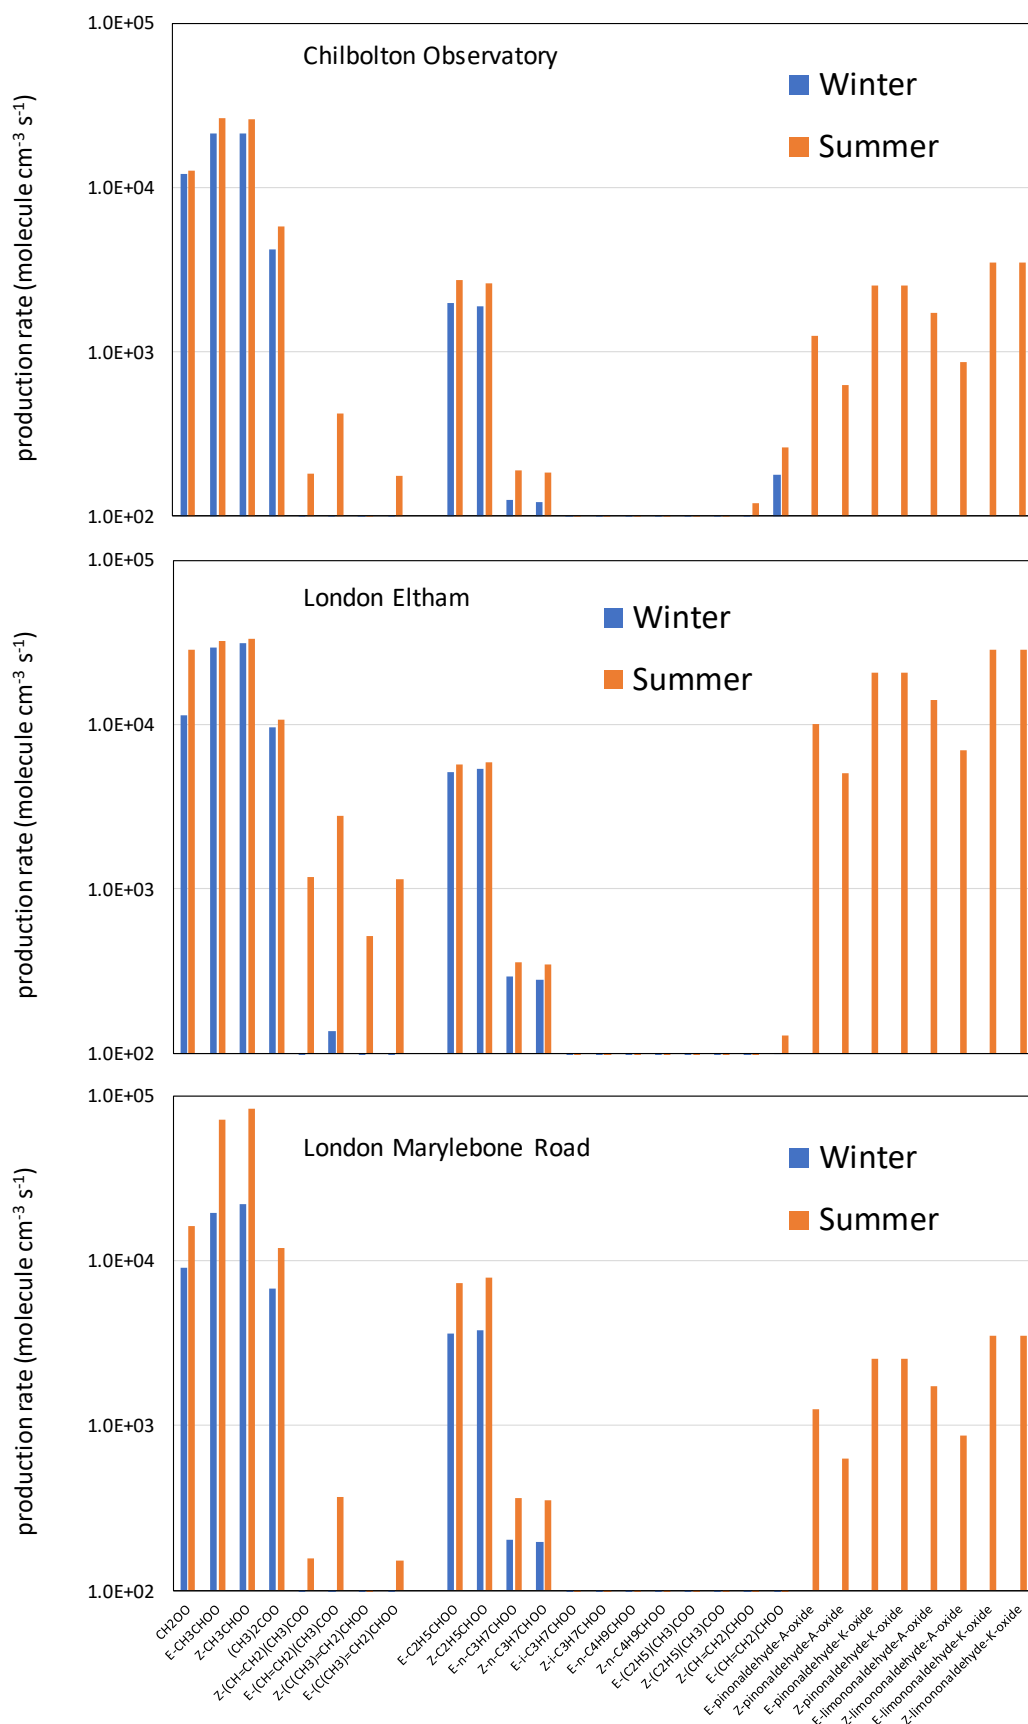 1.0E+05
Chilbolton Observatory
Winter
Summer
1.0E+04
1.0E+03
1.0E+02
production rate (molecule cm⁻³ s⁻¹)
1.0E+05
London Eltham
Winter
Summer
1.0E+04
1.0E+03
1.0E+02
production rate (molecule cm⁻³ s⁻¹)
1.0E+05
London Marylebone Road
Winter
Summer
1.0E+04
1.0E+03
1.0E+02
production rate (molecule cm⁻³ s⁻¹)
CH2OO
E-CH3CHOO
Z-CH3CHOO
(CH3)2COO
Z-(CH=CH2)(CH3)COO
E-(CH=CH2)(CH3)COO
Z-(C(CH3)=CH2)CHOO
E-(C(CH3)=CH2)CHOO
E-C2H5CHOO
Z-C2H5CHOO
E-n-C3H7CHOO
Z-n-C3H7CHOO
E-i-C3H7CHOO
Z-i-C3H7CHOO
E-n-C4H9CHOO
Z-n-C4H9CHOO
E-(C2H5)(CH3)COO
Z-(C2H5)(CH3)COO
Z-(CH=CH2)CHOO
E-(CH=CH2)CHOO
E-pinonaldehyde-A-oxide
Z-pinonaldehyde-A-oxide
E-pinonaldehyde-K-oxide
Z-pinonaldehyde-K-oxide
E-limononaldehyde-A-oxide
Z-limononaldehyde-A-oxide
E-limononaldehyde-K-oxide
Z-limononaldehyde-K-oxide